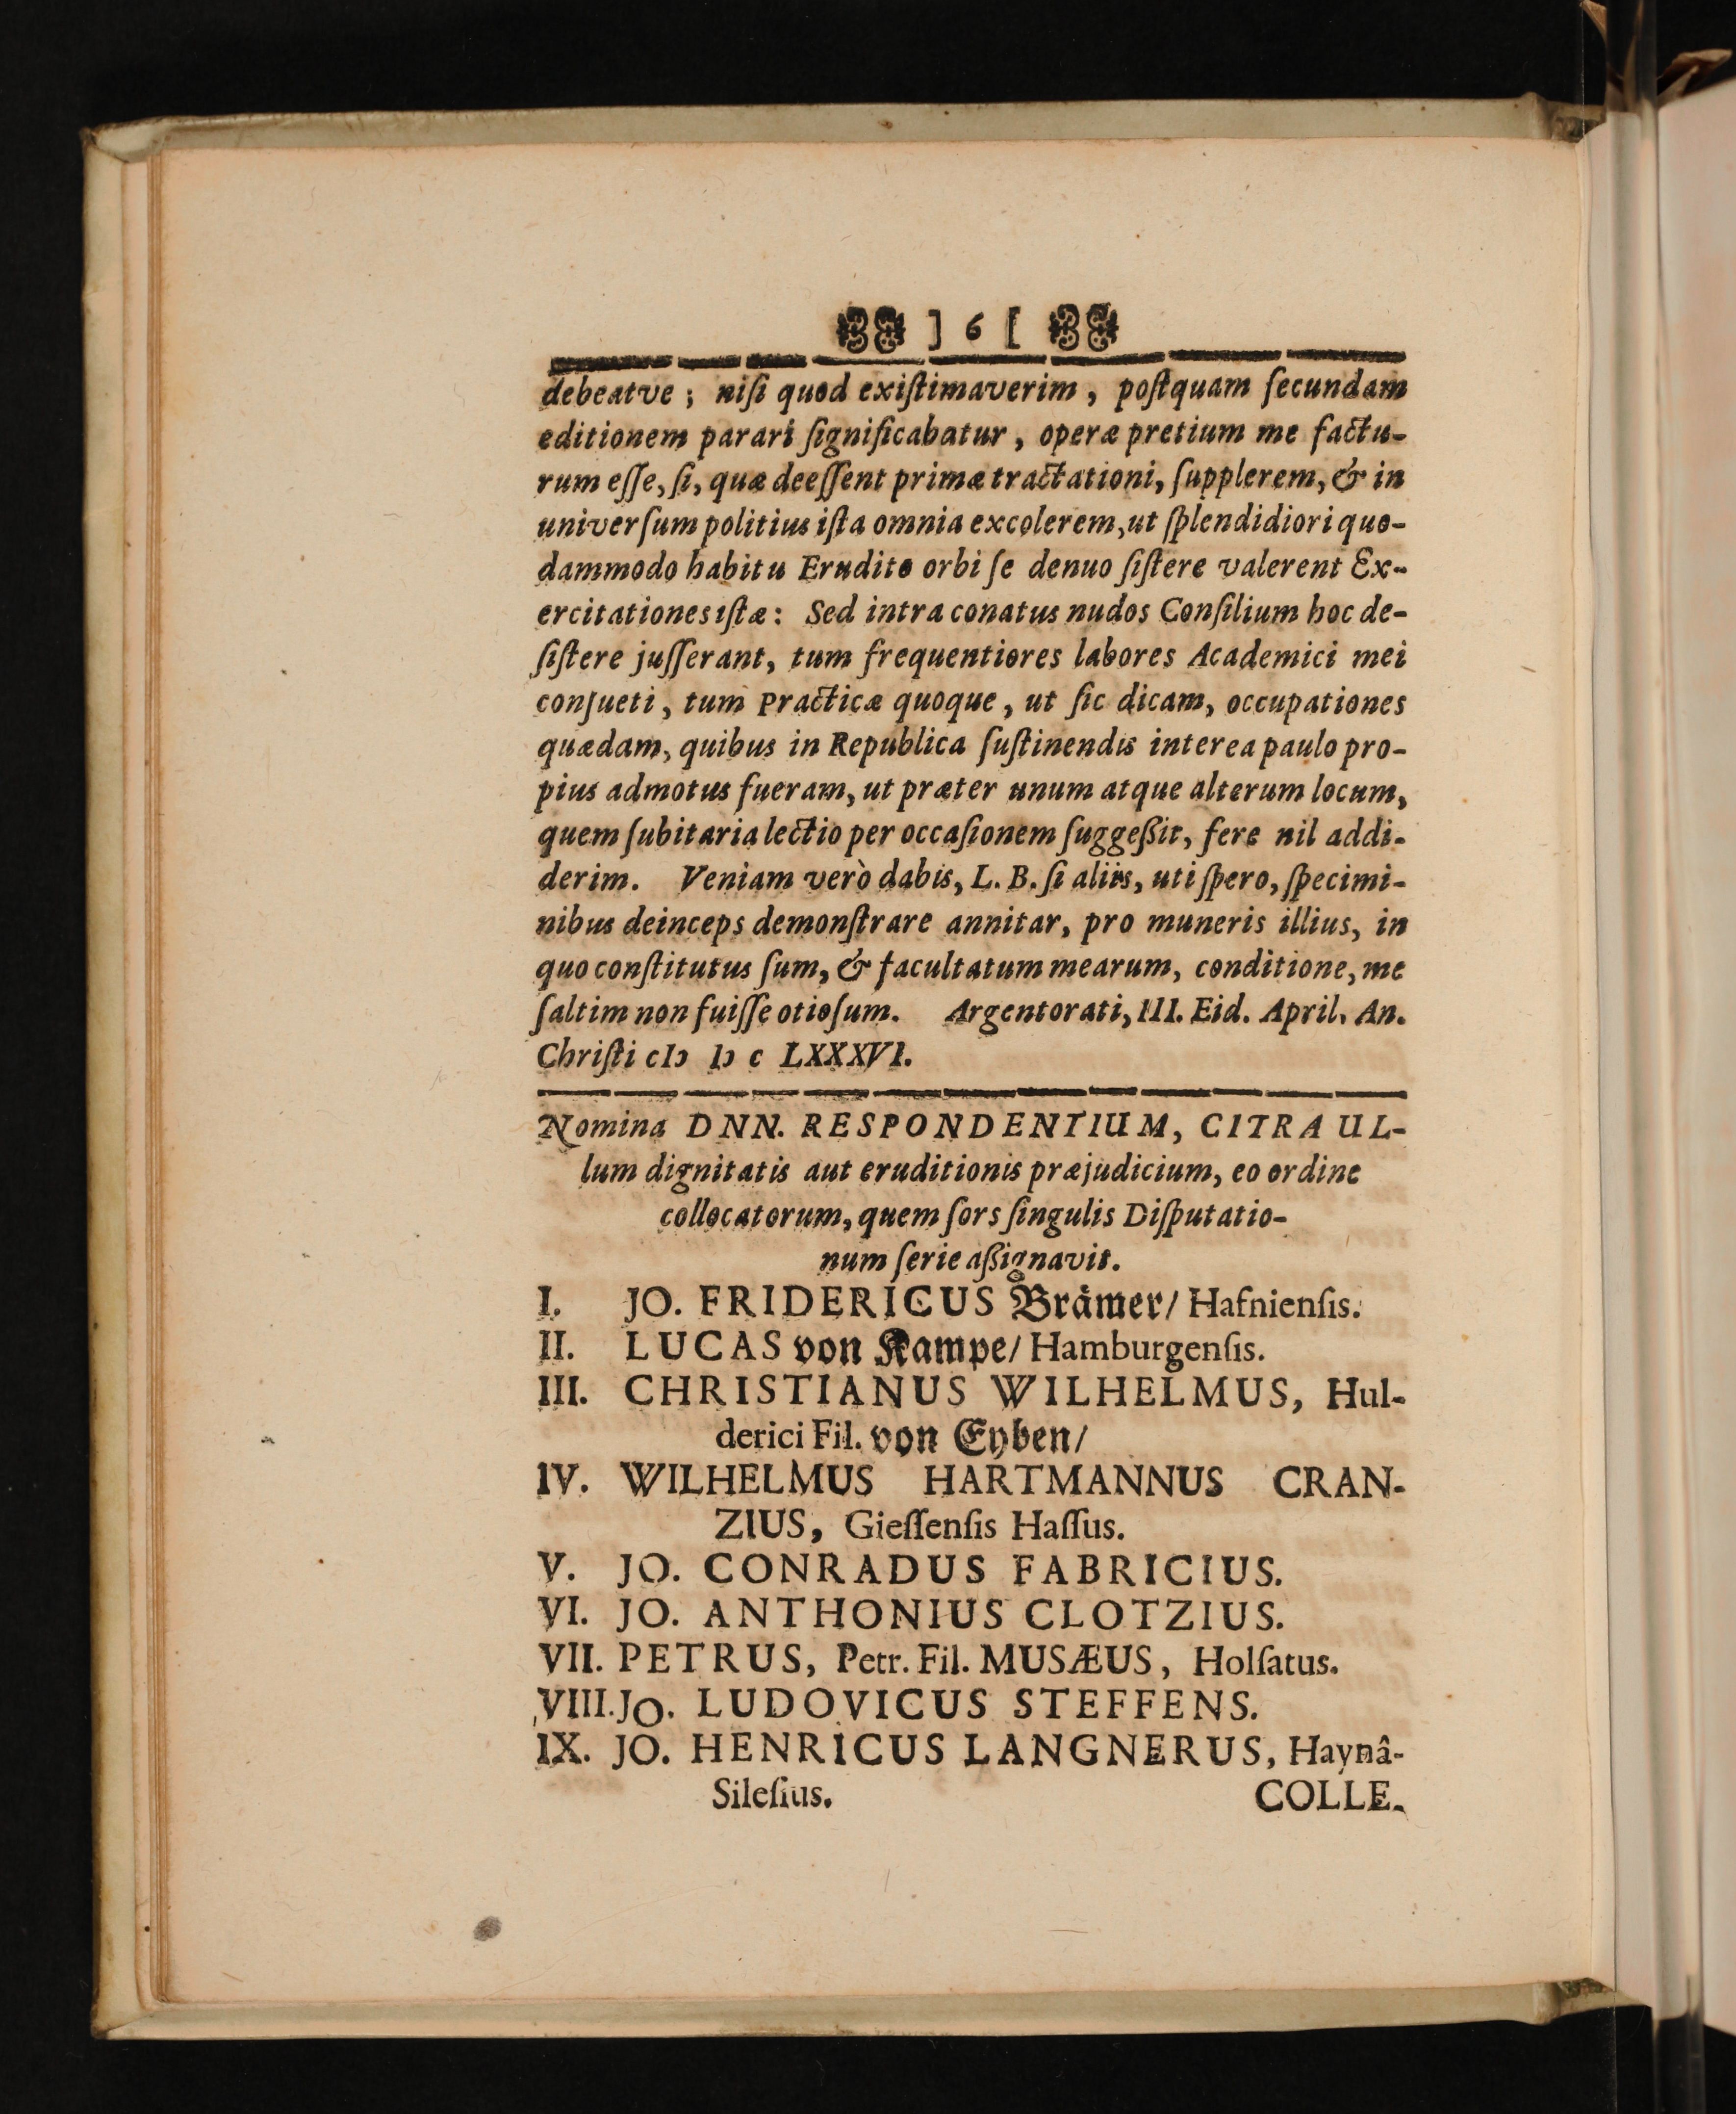 ] 6 [
debeatve; niſi quod exiſtimaverim, poſtquam ſecundam
editionem parari ſignificabatur, operæ pretium me factu-
rum eſſe, ſi, quæ deeſſent primæ tractationi, ſupplerem, & in
univerſum politius iſta omnia excolerem, ut ſplendidiori quo-
dammodo habitu Erudito orbi ſe denuo ſiſtere valerent Ex-
ercitationes iſtæ: Sed intra conatus nudos Conſilium hoc de-
ſiſtere juſſerant, tum frequentiores labores Academici mei
conſueti, tum Practicæ quoque, ut ſic dicam, occupationes
quædam, quibus in Republica ſuſtinendis interea paulo pro-
pius admotus fueram, ut præter unum atque alterum locum,
quem ſubitaria lectio per occaſionem ſuggeßit, fere nil addi-
derim. Veniam verò dabis, L. B. ſi aliis, uti ſpero, ſpecimi-
nibus deinceps demonſtrare annitar, pro muneris illius, in
quo conſtitutus ſum, & facultatum mearum, conditione, me
ſaltim non fuiſſe otioſum. Argentorati, III. Eid. April. An.
Chriſti cIɔ Iɔ c LXXXVI.
Nomina DNN. RESPONDENTIUM, CITRA UL-
lum dignitatis aut eruditionis præjudicium, eo ordine
collocatorum, quem ſors ſingulis Diſputatio-
num ſerie aßignavit.
I. JO. FRIDERICUS Brämer/ Hafnienſis.
II. LUCAS von Kampe/ Hamburgenſis.
III. CHRISTIANUS WILHELMUS, Hul-
derici Fil. von Eyben/
IV. WILHELMUS HARTMANNUS CRAN-
ZIUS, Gieſſenſis Haſſus.
V. JO. CONRADUS FABRICIUS.
VI. JO. ANTHONIUS CLOTZIUS.
VII. PETRUS, Petr. Fil. MUSÆUS, Holſatus.
VIII. JO. LUDOVICUS STEFFENS.
IX. JO. HENRICUS LANGNERUS, Haynâ-
Sileſius. COLLE-